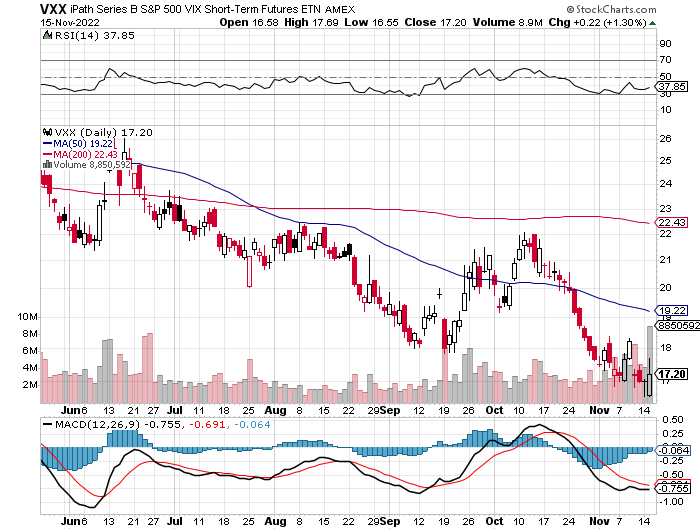 VXX iPath Series B S&P 500 VIX Short-Term Futures ETN AMEX © StockCharts.com
15-Nov-2022 Open 16.58 High 17.69 Low 16.55 Close 17.20 Volume 8.9M Chg +0.22 (+1.30%)
RSI(14) 37.85
90
70
50
37.85
30
10
VXX (Daily) 17.20
MA(50) 19.22
MA(200) 22.43
Volume 8,850,592
26
25
24
23
22.43
22
21
20
19.22
8850592
18
17.20
17
10M
8M
6M
4M
2M
Jun 6 13 21 27 Jul 11 18 25 Aug 8 15 22 29 Sep 12 19 26 Oct 10 17 24 Nov 7 14
MACD(12,26,9) -0.755, -0.691, -0.064
0.50
0.25
0.00
-0.064
-0.25
-0.50
-0.755
-1.00
Jun 6 13 21 27 Jul 11 18 25 Aug 8 15 22 29 Sep 12 19 26 Oct 10 17 24 Nov 7 14